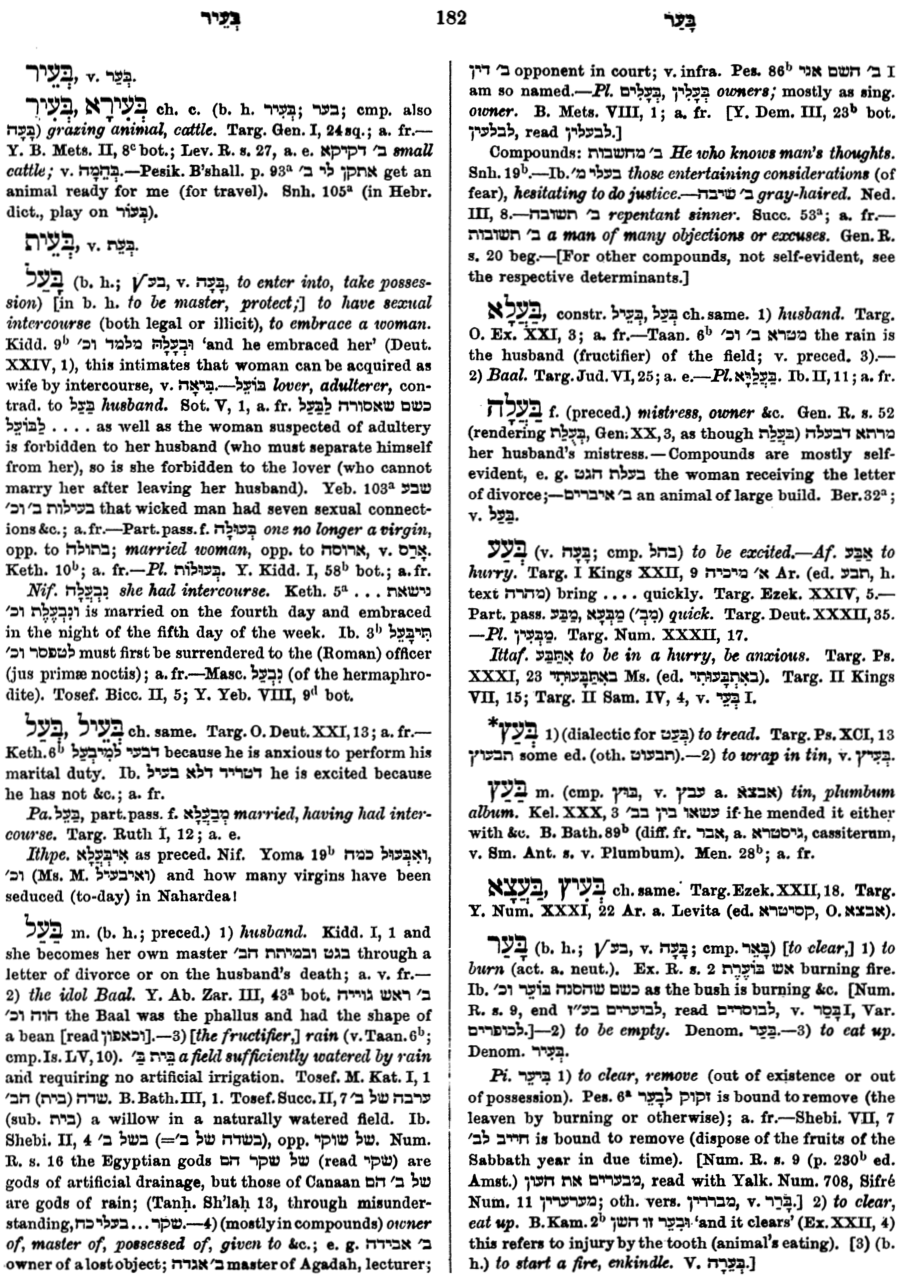 בְּעֵיר 182 בָּעַר
בְּעֵיר, v. בְּעַר.
בְּעִירָא, בְּעֵיר ch. c. (b. h. בְּעִיר; בער; cmp. also
בְּעָה) grazing animal, cattle. Targ. Gen. I, 24 sq.; a. fr.—
Y. B. Mets. II, 8ᶜ bot.; Lev. R. s. 27, a. e. ב׳ דקיקא small
cattle; v. בְּהֵמָה.—Pesik. B'shall. p. 93ᵃ אתקן לי ב׳ get an
animal ready for me (for travel). Snh. 105ᵃ (in Hebr.
dict., play on בְּעוֹר).
בְּעֵית, v. בְּעֵת.
בָּעַל (b. h.; √בע, v. בָּעָה, to enter into, take posses-
sion) [in b. h. to be master, protect;] to have sexual
intercourse (both legal or illicit), to embrace a woman.
Kidd. 9ᵇ וּבְעָלָהּ מלמד וכ׳ ‘and he embraced her’ (Deut.
XXIV, 1), this intimates that woman can be acquired as
wife by intercourse, v. בִּיאָה.—בּוֹעֵל lover, adulterer, con-
trad. to בַּעַל husband. Sot. V, 1, a. fr. כשם שאסורה לַבַּעַל
לַבּוֹעֵל .... as well as the woman suspected of adultery
is forbidden to her husband (who must separate himself
from her), so is she forbidden to the lover (who cannot
marry her after leaving her husband). Yeb. 103ᵃ שבע
בעילות ב׳ וכ׳ that wicked man had seven sexual connect-
ions &c.; a. fr.—Part. pass. f. בְּעוּלָה one no longer a virgin,
opp. to בתולה; married woman, opp. to ארוסה, v. אָרַס.
Keth. 10ᵇ; a. fr.—Pl. בְּעוּלוֹת. Y. Kidd. I, 58ᵇ bot.; a. fr.
Nif. נִבְעֲלָה she had intercourse. Keth. 5ᵃ נישאת ...
וְנִבְעֶלֶת וכ׳ is married on the fourth day and embraced
in the night of the fifth day of the week. Ib. 3ᵇ תִּיבָּעֵל
לטפסר וכ׳ must first be surrendered to the (Roman) officer
(jus primæ noctis); a. fr.—Masc. נִבְעָל (of the hermaphro-
dite). Tosef. Bicc. II, 5; Y. Yeb. VIII, 9ᵈ bot.
בְּעֵיל, בְּעַל ch. same. Targ. O. Deut. XXI, 13; a. fr.—
Keth. 6ᵇ דבעי לְמִיבְעַל because he is anxious to perform his
marital duty. Ib. דטריד דלא בעיל he is excited because
he has not &c.; a. fr.
Pa. בַּעֵל, part. pass. f. מְבַעֲלָא married, having had inter-
course. Targ. Ruth I, 12; a. e.
Ithpe. אִיבְּעֲלָא as preced. Nif. Yoma 19ᵇ וְאִבְּעוּל כמה,
וכ׳ (Ms. M. ואיבעיל) and how many virgins have been
seduced (to-day) in Nahardea!
בַּעַל m. (b. h.; preced.) 1) husband. Kidd. I, 1 and
she becomes her own master בגט ובמיתת הב׳ through a
letter of divorce or on the husband's death; a. v. fr.—
2) the idol Baal. Y. Ab. Zar. III, 43ᵃ bot. ב׳ ראש גוייה
הוה וכ׳ the Baal was the phallus and had the shape of
a bean [read וכאפון].—3) [the fructifier,] rain (v. Taan. 6ᵇ;
cmp. Is. LV, 10). בית ב׳ a field sufficiently watered by rain
and requiring no artificial irrigation. Tosef. M. Kat. I, 1
שדה (בית) הב׳. B. Bath. III, 1. Tosef. Succ. II, 7 ערבה של ב׳
(sub. בית) a willow in a naturally watered field. Ib.
Shebi. II, 4 בשל ב׳ (=בשדה של ב׳), opp. של שוקי. Num.
R. s. 16 the Egyptian gods של שקר הם (read שקי) are
gods of artificial drainage, but those of Canaan של ב׳ הם
are gods of rain; (Tanḥ. Sh'laḥ 13, through misunder-
standing, שקר ... בעלי כח.—4) (mostly in compounds) owner
of, master of, possessed of, given to &c.; e. g. ב׳ אבידה
owner of a lost object; ב׳ אגדה master of Agadah, lecturer;
ב׳ דין opponent in court; v. infra. Pes. 86ᵇ ב׳ השם אני I
am so named.—Pl. בְּעָלִים, בְּעָלִין owners; mostly as sing.
owner. B. Mets. VIII, 1; a. fr. [Y. Dem. III, 23ᵇ bot.
לבלעין, read לבעלין.]
Compounds: ב׳ מחשבות He who knows man's thoughts.
Snh. 19ᵇ.—Ib. בעלי מ׳ those entertaining considerations (of
fear), hesitating to do justice.—ב׳ שיבה gray-haired. Ned.
III, 8.—ב׳ תשובה repentant sinner. Succ. 53ᵃ; a. fr.—
ב׳ תשובות a man of many objections or excuses. Gen. R.
s. 20 beg.—[For other compounds, not self-evident, see
the respective determinants.]
בַּעֲלָא, constr. בְּעֵיל, בְּעֵל ch. same. 1) husband. Targ.
O. Ex. XXI, 3; a. fr.—Taan. 6ᵇ מטרא ב׳ וכ׳ the rain is
the husband (fructifier) of the field; v. preced. 3).—
2) Baal. Targ. Jud. VI, 25; a. e.—Pl. בַּעֲלַיָּא. Ib. II, 11; a. fr.
בַּעֲלָה f. (preced.) mistress, owner &c. Gen. R. s. 52
(rendering בְּעֻלַת, Gen. XX, 3, as though בַּעֲלַת) מרתא דבעלה
her husband's mistress.—Compounds are mostly self-
evident, e. g. בעלת הגט the woman receiving the letter
of divorce;—ב׳ איברים an animal of large build. Ber. 32ᵃ;
v. בַּעַל.
בְּעַע (v. בְּעָה; cmp. בהל) to be excited.—Af. אַבַּע to
hurry. Targ. I Kings XXII, 9 א׳ מיכיה Ar. (ed. תבע, h.
text מהרה) bring .... quickly. Targ. Ezek. XXIV, 5.—
Part. pass. מַבַּע, מַבְּעָא (מְב׳) quick. Targ. Deut. XXXII, 35.
—Pl. מַבְּעִין. Targ. Num. XXXII, 17.
Ittaf. אִתַּבַּע to be in a hurry, be anxious. Targ. Ps.
XXXI, 23 באִתַּבָּעוּתִי Ms. (ed. באִתְבָּעוּתִי). Targ. II Kings
VII, 15; Targ. II Sam. IV, 4, v. בְּעֵי I.
בְּעַץ* 1) (dialectic for בְּעַט) to tread. Targ. Ps. XCI, 13
תבעוץ some ed. (oth. תבעוט).—2) to wrap in tin, v. בְּעִיץ.
בַּעַץ m. (cmp. בּוּץ, v. עבץ a. אבצא) tin, plumbum
album. Kel. XXX, 3 עשאו בין בב׳ if he mended it either
with &c. B. Bath. 89ᵇ (diff. fr. אבר, a. גיסטרא, cassiterum,
v. Sm. Ant. s. v. Plumbum). Men. 28ᵇ; a. fr.
בַּעֲצָא, בְּעִיץ ch. same. Targ. Ezek. XXII, 18. Targ.
Y. Num. XXXI, 22 Ar. a. Levita (ed. קסיטרא, O. אבצא).
בָּעַר (b. h.; √בע, v. בָּעָה; cmp. בָּאַר) [to clear,] 1) to
burn (act. a. neut.). Ex. R. s. 2 אש בּוֹעֶרֶת burning fire.
Ib. כשם שהסנה בּוֹעֵר וכ׳ as the bush is burning &c. [Num.
R. s. 9, end לבוערים בע״ז, read לבוסריים, v. בָּסַר I, Var.
לכופרים.]—2) to be empty. Denom. בַּעַר.—3) to eat up.
Denom. בְּעִיר.
Pi. בִּיעֵר 1) to clear, remove (out of existence or out
of possession). Pes. 6ᵃ זקוק לבָעֵר is bound to remove (the
leaven by burning or otherwise); a. fr.—Shebi. VII, 7
חייב לב׳ is bound to remove (dispose of the fruits of the
Sabbath year in due time). [Num. R. s. 9 (p. 230ᵇ ed.
Amst.) מבערים את העון, read with Yalk. Num. 708, Sifré
Num. 11 מערערין; oth. vers. מבררין, v. בָּרַר.] 2) to clear,
eat up. B. Kam. 2ᵇ וּבִעֵר זו השן ‘and it clears’ (Ex. XXII, 4)
this refers to injury by the tooth (animal's eating). [3) (b.
h.) to start a fire, enkindle. V. בְּעֵרָה.]